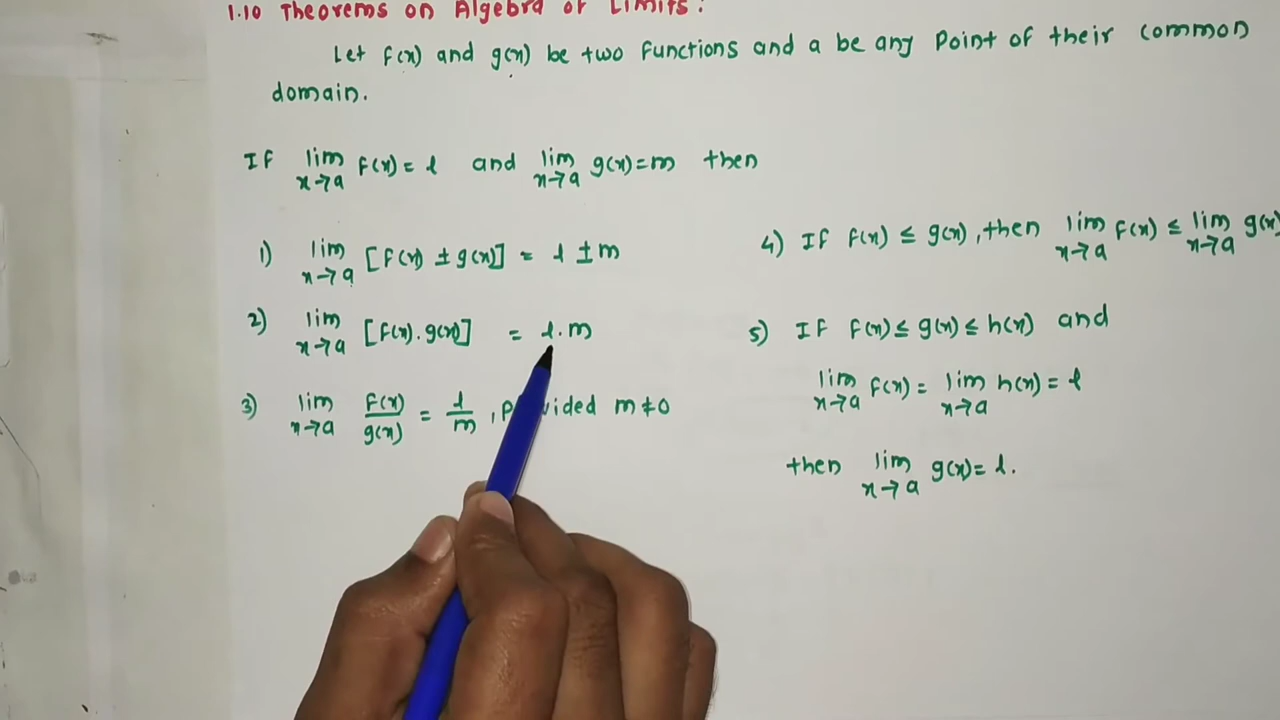 1.10 Theorems on Algebra of Limits:
Let f(x) and g(x) be two functions and a be any point of their common
domain.
If lim x→a f(x) = l and lim x→a g(x) = m then
1) lim x→a [f(x) ± g(x)] = l ± m
2) lim x→a [f(x).g(x)] = l.m
3) lim x→a f(x)/g(x) = l/m , provided m ≠ 0
4) If f(x) ≤ g(x), then lim x→a f(x) ≤ lim x→a g(x)
5) If f(x) ≤ g(x) ≤ h(x) and
lim x→a f(x) = lim x→a h(x) = l
then lim x→a g(x) = l.